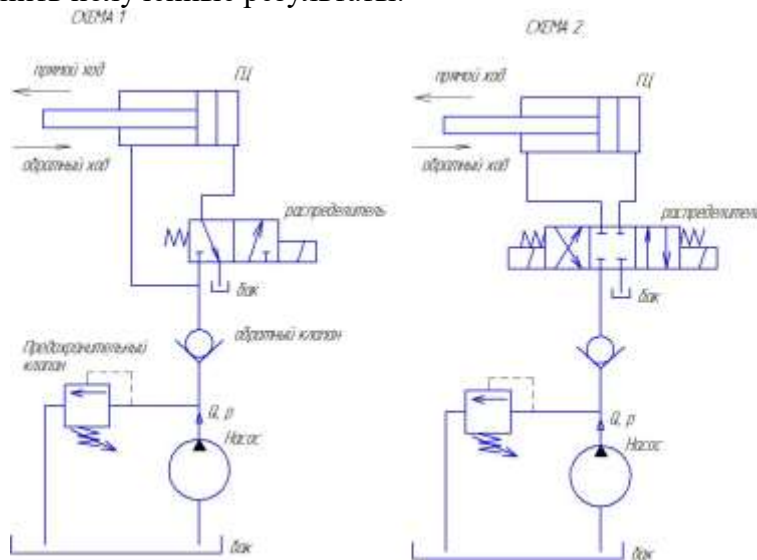 СХЕМА 1
СХЕМА 2
прямой ход
ГЦ
обратный ход
распределитель
бак
обратный клапан
Предохранительный
клапан
Q, p
Насос
бак
прямой ход
ГЦ
обратный ход
распределитель
бак
Q, p
Насос
бак